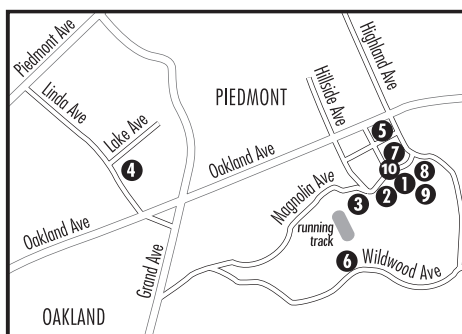 Piedmont Ave
Highland Ave
Linda Ave
PIEDMONT
Hillside Ave
Lake Ave
5
7
4
Oakland Ave
10
8
1
Magnolia Ave
3
2
9
running
track
Oakland Ave
Grand Ave
6
Wildwood Ave
OAKLAND